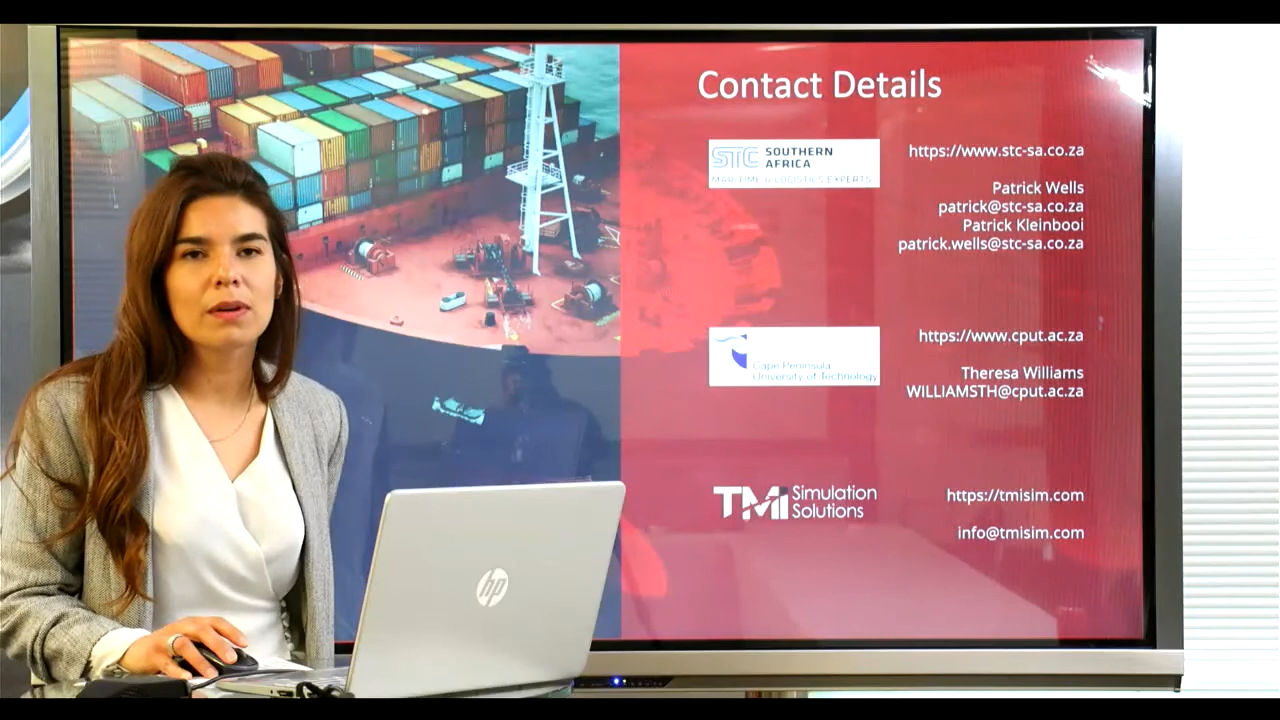 Contact Details
STC SOUTHERN
AFRICA
MARITIME & LOGISTICS EXPERTS
https://www.stc-sa.co.za
Patrick Wells
patrick@stc-sa.co.za
Patrick Kleinbooi
patrick.wells@stc-sa.co.za
Cape Peninsula
University of Technology
https://www.cput.ac.za
Theresa Williams
WILLIAMSTH@cput.ac.za
TMi Simulation
Solutions
https://tmisim.com
info@tmisim.com
hp